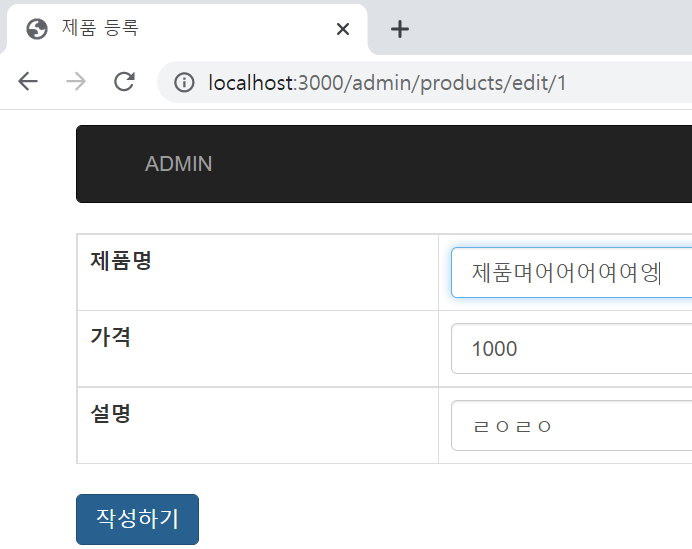 제품 등록
localhost:3000/admin/products/edit/1
ADMIN
제품명 제품며어어어여여엉
가격 1000
설명 ㄹㅇㄹㅇ
작성하기